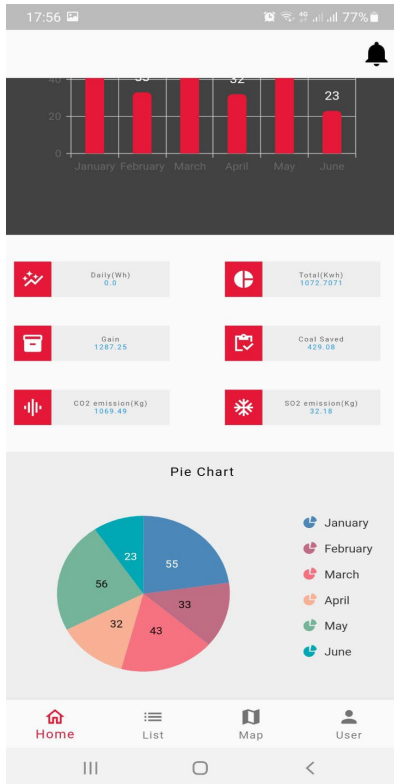 17:56 4G 77%
40 33 32
23
20
0
January February March April May June
Daily(Wh) Total(Kwh)
0.0 1072.7071
Gain Coal Saved
1287.25 429.08
CO2 emission(Kg) SO2 emission(Kg)
1069.49 32.18
Pie Chart
January
23 55 February
56 33 March
32 43 April
May
June
Home List Map User